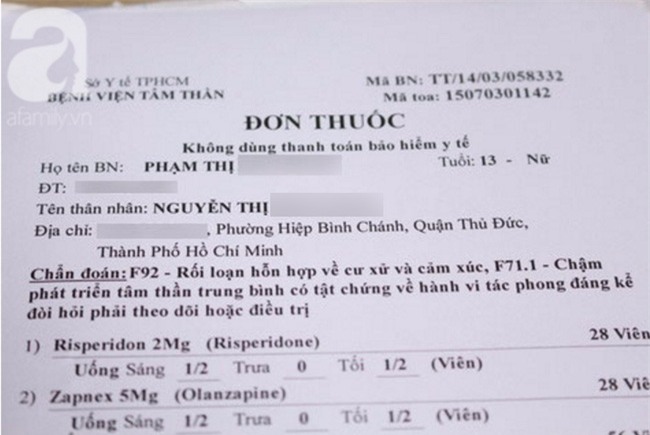 a
afamily.vn
Sở Y tế TPHCM
BỆNH VIỆN TÂM THẦN
Mã BN: TT/14/03/058332
Mã toa: 15070301142
ĐƠN THUỐC
Không dùng thanh toán bảo hiểm y tế
Họ tên BN: PHẠM THỊ Tuổi: 13 - Nữ
ĐT:
Tên thân nhân: NGUYỄN THỊ
Địa chỉ: , Phường Hiệp Bình Chánh, Quận Thủ Đức,
Thành Phố Hồ Chí Minh
Chẩn đoán: F92 - Rối loạn hỗn hợp về cư xử và cảm xúc, F71.1 - Chậm
phát triển tâm thần trung bình có tật chứng về hành vi tác phong đáng kể
đòi hỏi phải theo dõi hoặc điều trị
1) Risperidon 2Mg (Risperidone) 28 Viên
Uống Sáng 1/2 Trưa 0 Tối 1/2 (Viên)
2) Zapnex 5Mg (Olanzapine) 28 Viê
Uống Sáng 1/2 Trưa 0 Tối 1/2 (Viên)